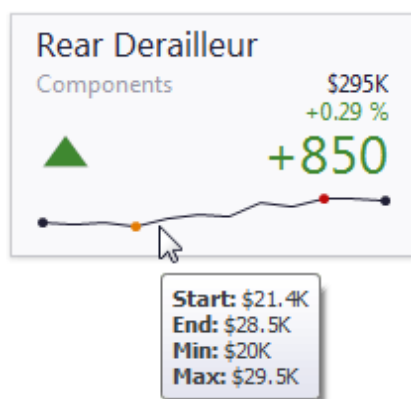 Rear Derailleur
Components $295K
+0.29 %
+850
Start: $21.4K
End: $28.5K
Min: $20K
Max: $29.5K